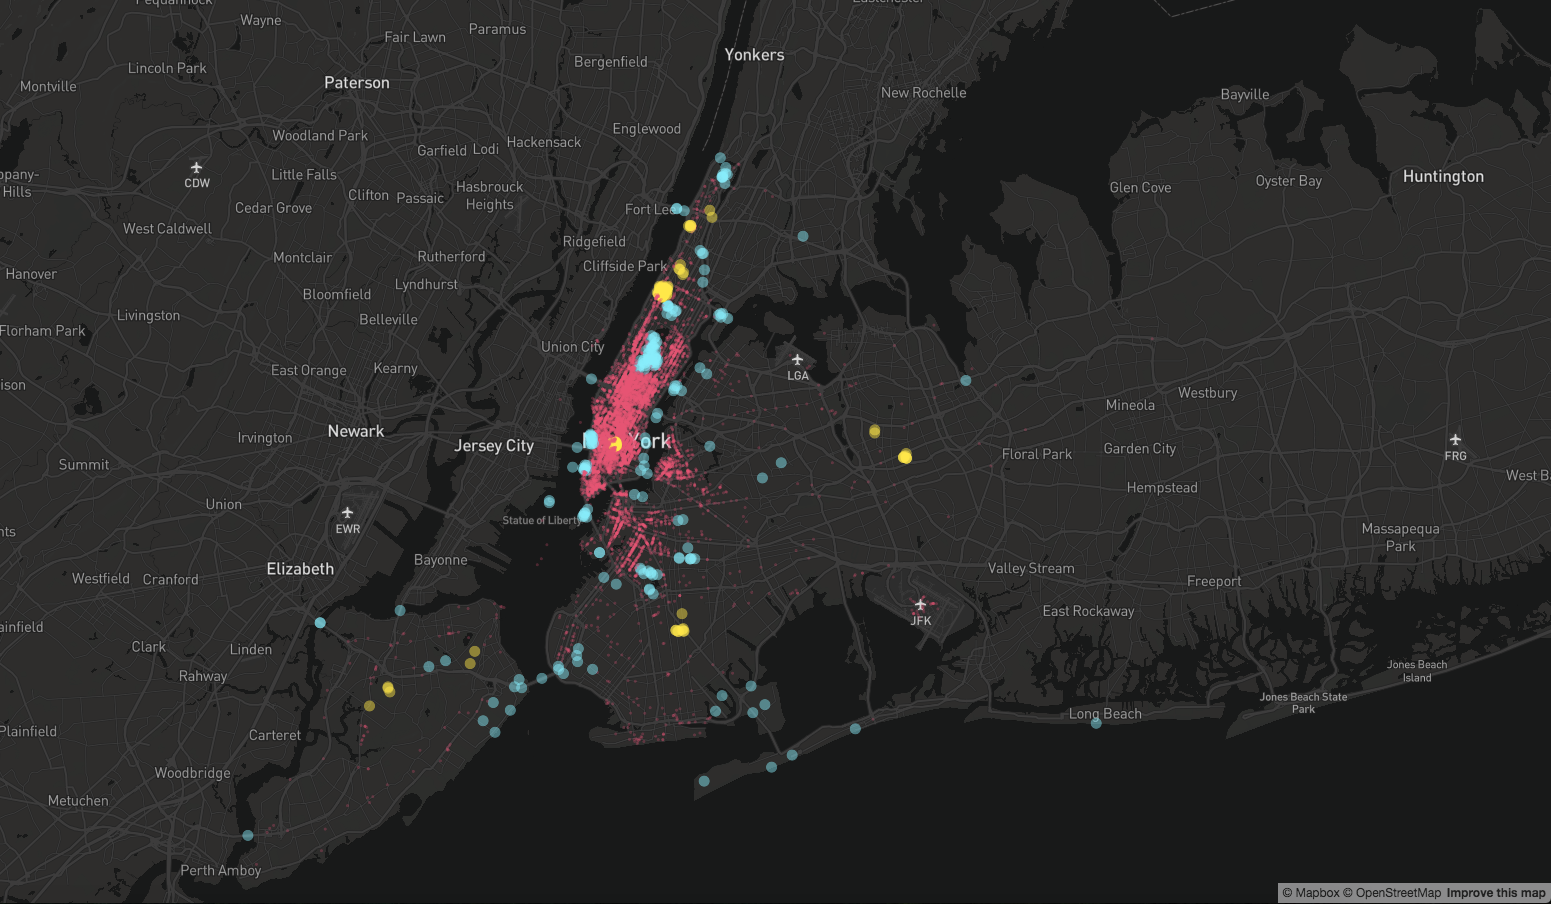 Pequannock
Eastchester
Wayne
Fair Lawn
Paramus
Yonkers
Lincoln Park
Bergenfield
Montville
Paterson
New Rochelle
Bayville
Woodland Park
Englewood
Garfield
Lodi
Hackensack
CDW
Little Falls
Hasbrouck
Heights
Huntington
ppany-
Hills
Clifton
Passaic
Glen Cove
Oyster Bay
Cedar Grove
Fort Lee
West Caldwell
Ridgefield
Montclair
Rutherford
Cliffside Park
Hanover
Lyndhurst
Bloomfield
Livingston
Belleville
Florham Park
Union City
LGA
East Orange
Kearny
ison
Westbury
Mineola
Newark
Irvington
Jersey City
York
Garden City
Floral Park
FRG
Summit
West B
Hempstead
Union
Statue of Liberty
EWR
nts
Massapequa
Park
Bayonne
Elizabeth
Valley Stream
Westfield
Cranford
Freeport
East Rockaway
JFK
ainfield
Clark
Linden
Rahway
Jones Beach
Island
Jones Beach State
Park
Long Beach
Plainfield
Carteret
Woodbridge
Metuchen
Perth Amboy
© Mapbox © OpenStreetMap Improve this map